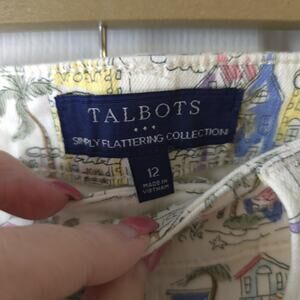 TALBOTS
SIMPLY FLATTERING COLLECTION
12
MADE IN
VIETNAM